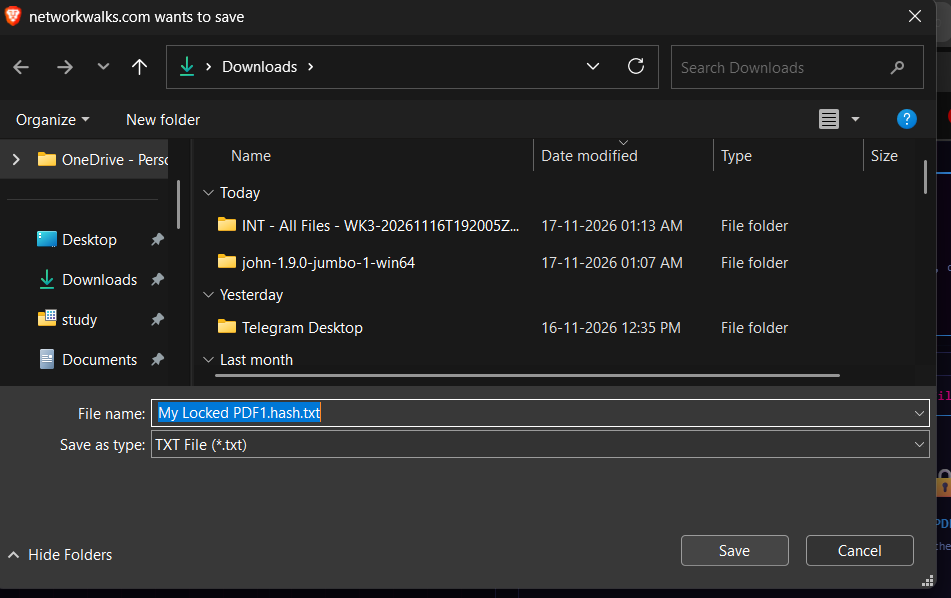 networkwalks.com wants to save
Downloads
Search Downloads
Organize
New folder
?
OneDrive - Perso
Desktop
Downloads
study
Documents
Name
Date modified
Type
Size
Today
INT - All Files - WK3-20261116T192005Z...
17-11-2026 01:13 AM
File folder
john-1.9.0-jumbo-1-win64
17-11-2026 01:07 AM
File folder
Yesterday
Telegram Desktop
16-11-2026 12:35 PM
File folder
Last month
File name:
My Locked PDF1.hash.txt
Save as type:
TXT File (*.txt)
Hide Folders
Save
Cancel